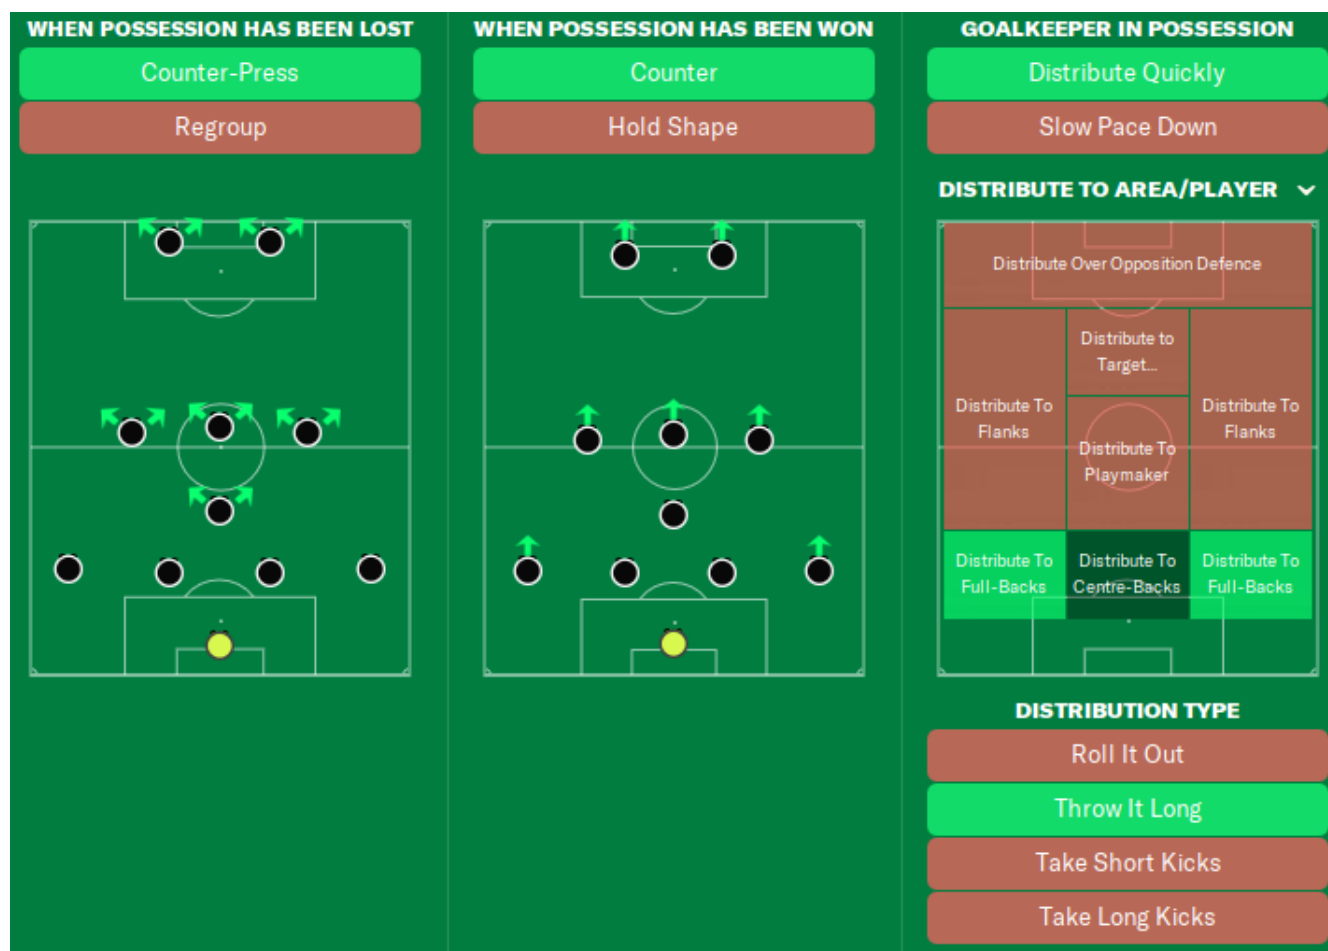 WHEN POSSESSION HAS BEEN LOST
Counter-Press
Regroup
WHEN POSSESSION HAS BEEN WON
Counter
Hold Shape
GOALKEEPER IN POSSESSION
Distribute Quickly
Slow Pace Down
DISTRIBUTE TO AREA/PLAYER
Distribute Over Opposition Defence
Distribute to
Target...
Distribute To
Flanks
Distribute To
Playmaker
Distribute To
Flanks
Distribute To
Full-Backs
Distribute To
Centre-Backs
Distribute To
Full-Backs
DISTRIBUTION TYPE
Roll It Out
Throw It Long
Take Short Kicks
Take Long Kicks